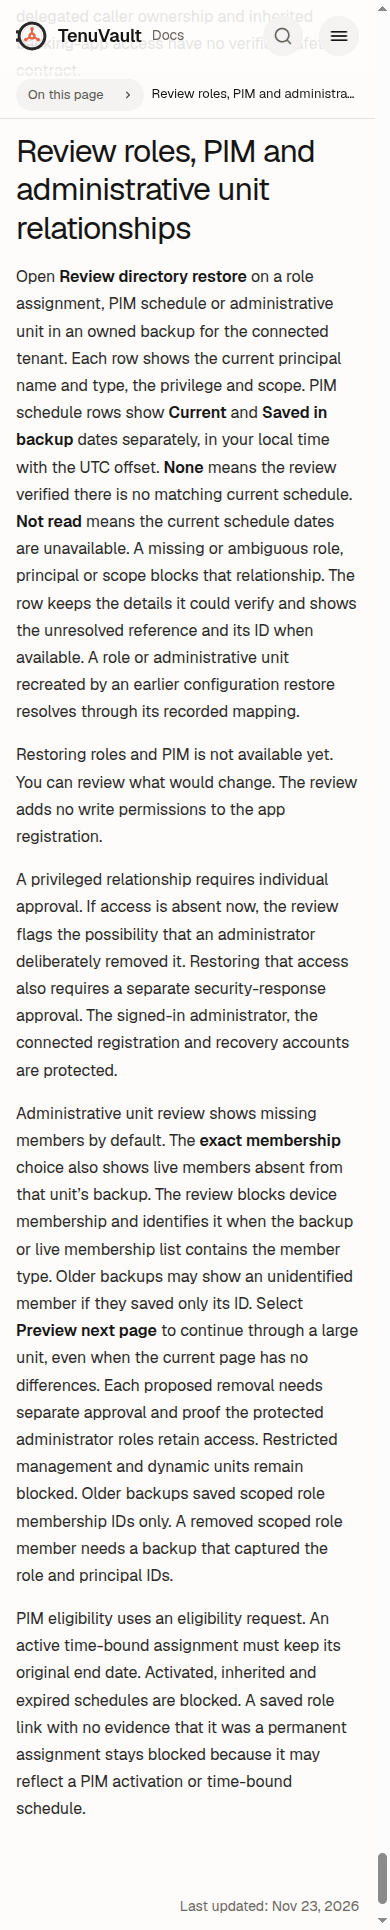 delegated caller ownership and inherited
TenuVault Docs
contract.
On this page
Review roles, PIM and administra...
Review roles, PIM and
administrative unit
relationships
Open Review directory restore on a role
assignment, PIM schedule or administrative
unit in an owned backup for the connected
tenant. Each row shows the current principal
name and type, the privilege and scope. PIM
schedule rows show Current and Saved in
backup dates separately, in your local time
with the UTC offset. None means the review
verified there is no matching current schedule.
Not read means the current schedule dates
are unavailable. A missing or ambiguous role,
principal or scope blocks that relationship. The
row keeps the details it could verify and shows
the unresolved reference and its ID when
available. A role or administrative unit
recreated by an earlier configuration restore
resolves through its recorded mapping.
Restoring roles and PIM is not available yet.
You can review what would change. The review
adds no write permissions to the app
registration.
A privileged relationship requires individual
approval. If access is absent now, the review
flags the possibility that an administrator
deliberately removed it. Restoring that access
also requires a separate security-response
approval. The signed-in administrator, the
connected registration and recovery accounts
are protected.
Administrative unit review shows missing
members by default. The exact membership
choice also shows live members absent from
that unit’s backup. The review blocks device
membership and identifies it when the backup
or live membership list contains the member
type. Older backups may show an unidentified
member if they saved only its ID. Select
Preview next page to continue through a large
unit, even when the current page has no
differences. Each proposed removal needs
separate approval and proof the protected
administrator roles retain access. Restricted
management and dynamic units remain
blocked. Older backups saved scoped role
membership IDs only. A removed scoped role
member needs a backup that captured the
role and principal IDs.
PIM eligibility uses an eligibility request. An
active time-bound assignment must keep its
original end date. Activated, inherited and
expired schedules are blocked. A saved role
link with no evidence that it was a permanent
assignment stays blocked because it may
reflect a PIM activation or time-bound
schedule.
Last updated: Nov 23, 2026